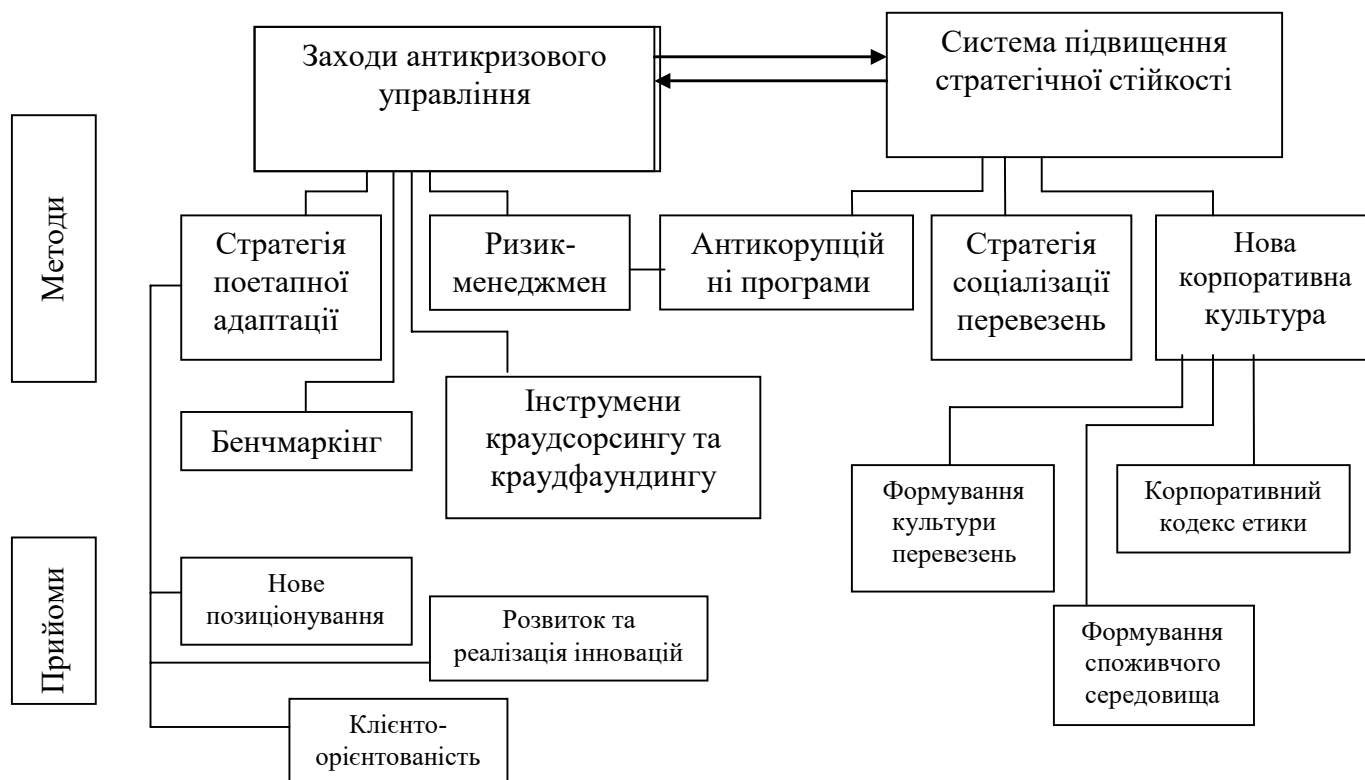 Заходи антикризового
управління
Система підвищення
стратегічної стійкості
Методи
Стратегія
поетапної
адаптації
Ризик-
менеджмен
Антикорупцій
ні програми
Стратегія
соціалізації
перевезень
Нова
корпоративна
культура
Бенчмаркінг
Інструмени
краудсорсингу та
краудфаундингу
Формування
культури
перевезень
Корпоративний
кодекс етики
Прийоми
Нове
позиціонування
Розвиток та
реалізація інновацій
Формування
споживчого
середовища
Клієнто-
орієнтованість